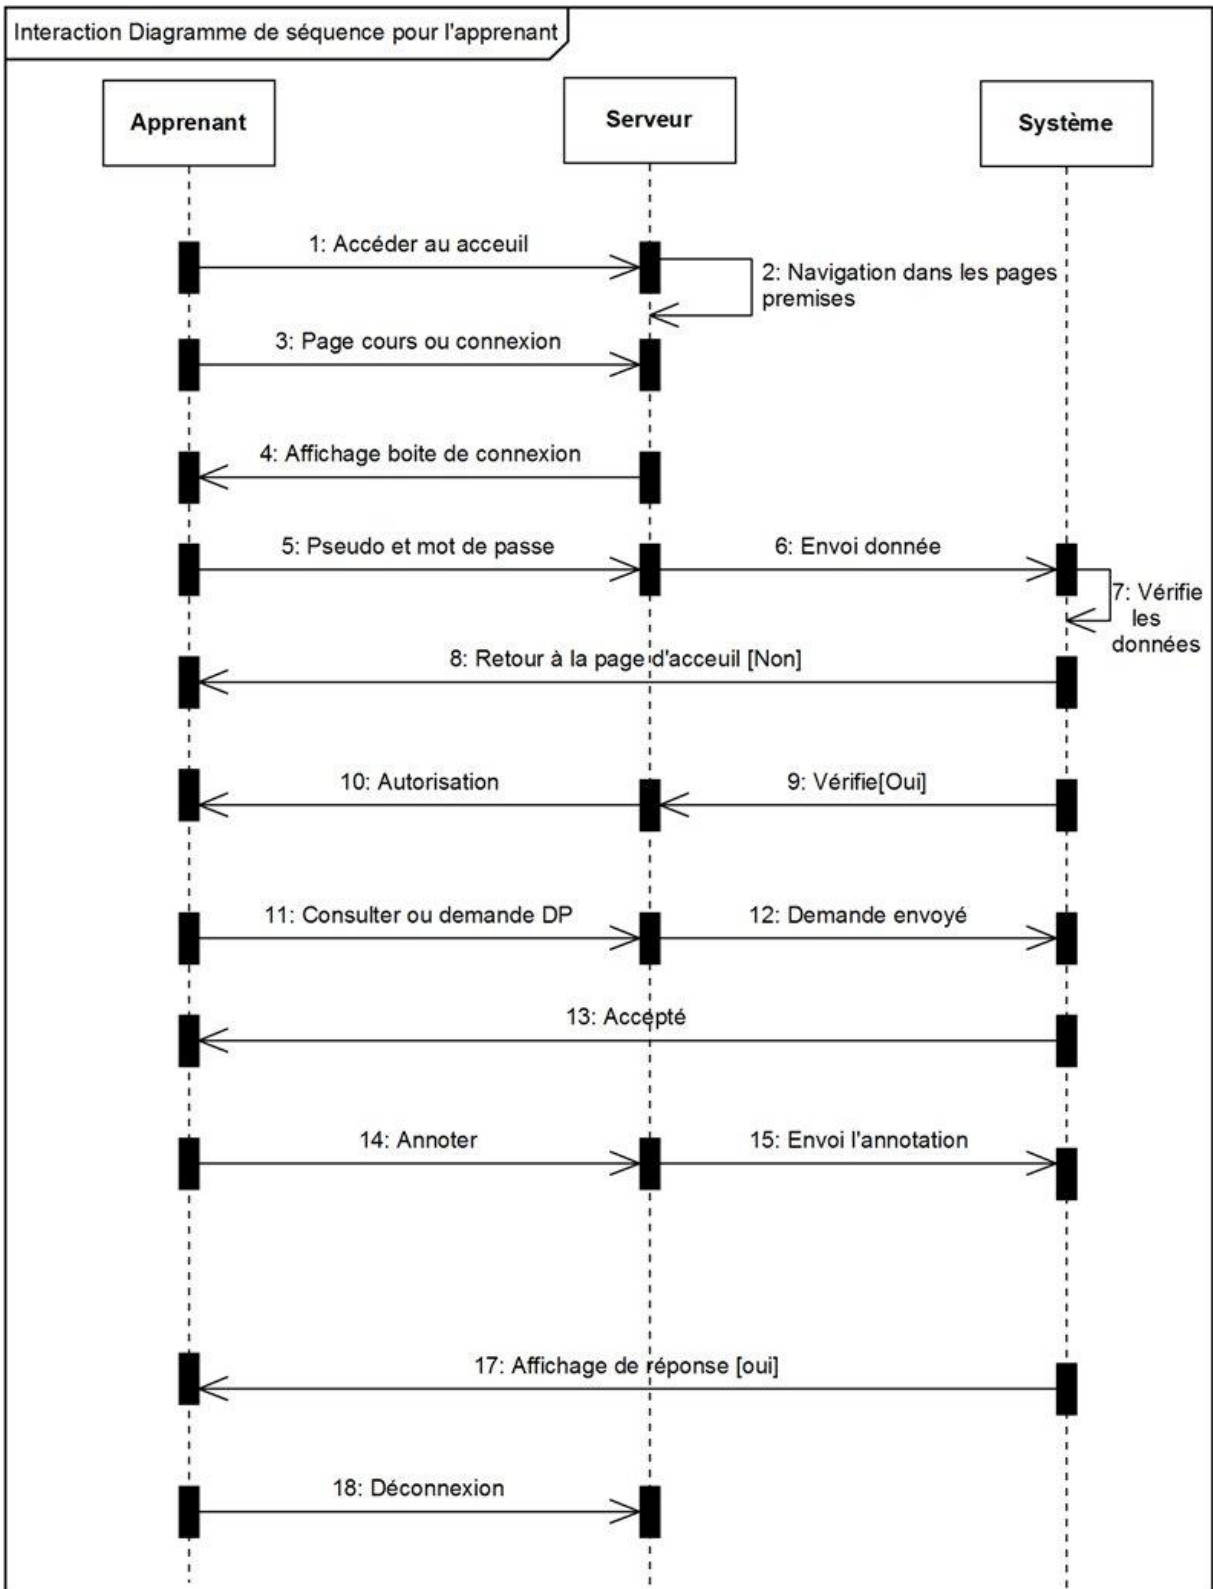 Interaction Diagramme de séquence pour l'apprenant
Apprenant
Serveur
Système
1: Accéder au acceuil
2: Navigation dans les pages
premises
3: Page cours ou connexion
4: Affichage boite de connexion
5: Pseudo et mot de passe
6: Envoi donnée
7: Vérifie
les
données
8: Retour à la page d'acceuil [Non]
10: Autorisation
9: Vérifie[Oui]
11: Consulter ou demande DP
12: Demande envoyé
13: Accepté
14: Annoter
15: Envoi l'annotation
17: Affichage de réponse [oui]
18: Déconnexion